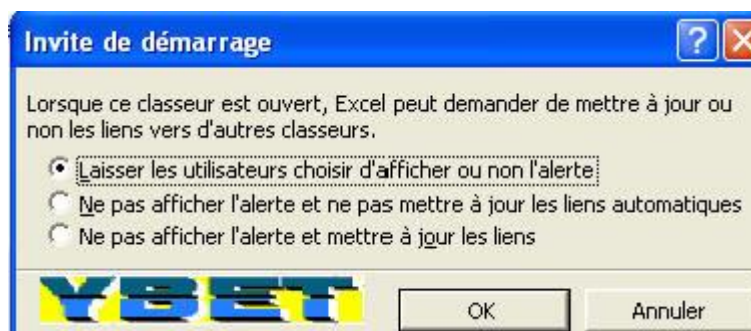 Invite de démarrage
Lorsque ce classeur est ouvert, Excel peut demander de mettre à jour ou
non les liens vers d'autres classeurs.
Laisser les utilisateurs choisir d'afficher ou non l'alerte
Ne pas afficher l'alerte et ne pas mettre à jour les liens automatiques
Ne pas afficher l'alerte et mettre à jour les liens
YBET
OK Annuler